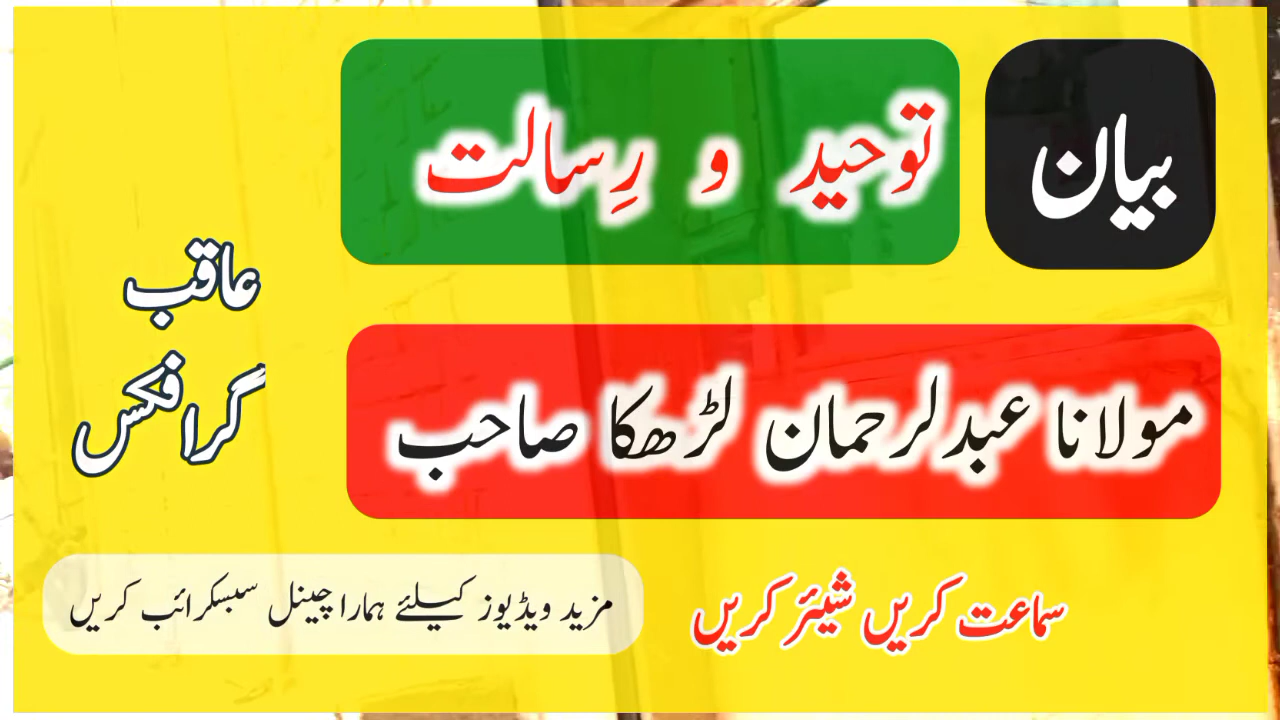 بیان
توحید و رِسالت
عاقب
گرافکس
مولانا عبدلرحمان لڑھکا صاحب
سماعت کریں شیئر کریں
مزید ویڈیوز کیلئے ہمارا چینل سبسکرائب کریں